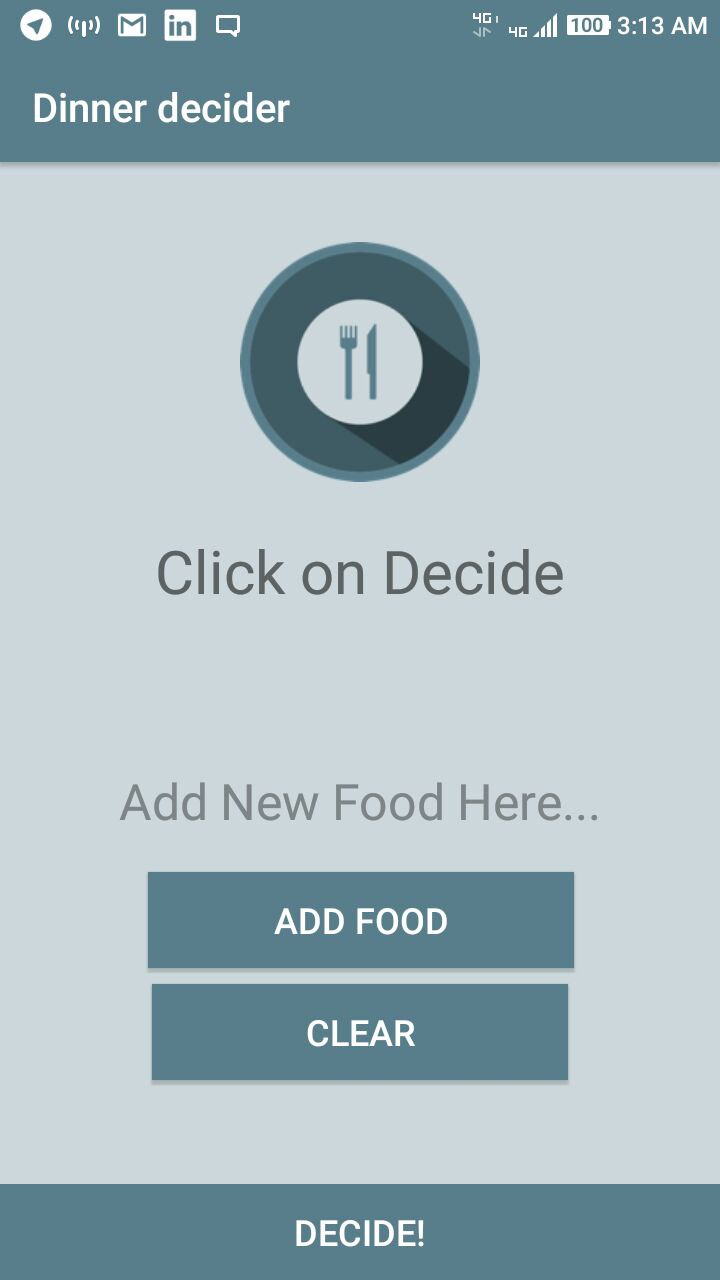 4G 4G 100 3:13 AM
Dinner decider
Click on Decide
Add New Food Here...
ADD FOOD
CLEAR
DECIDE!